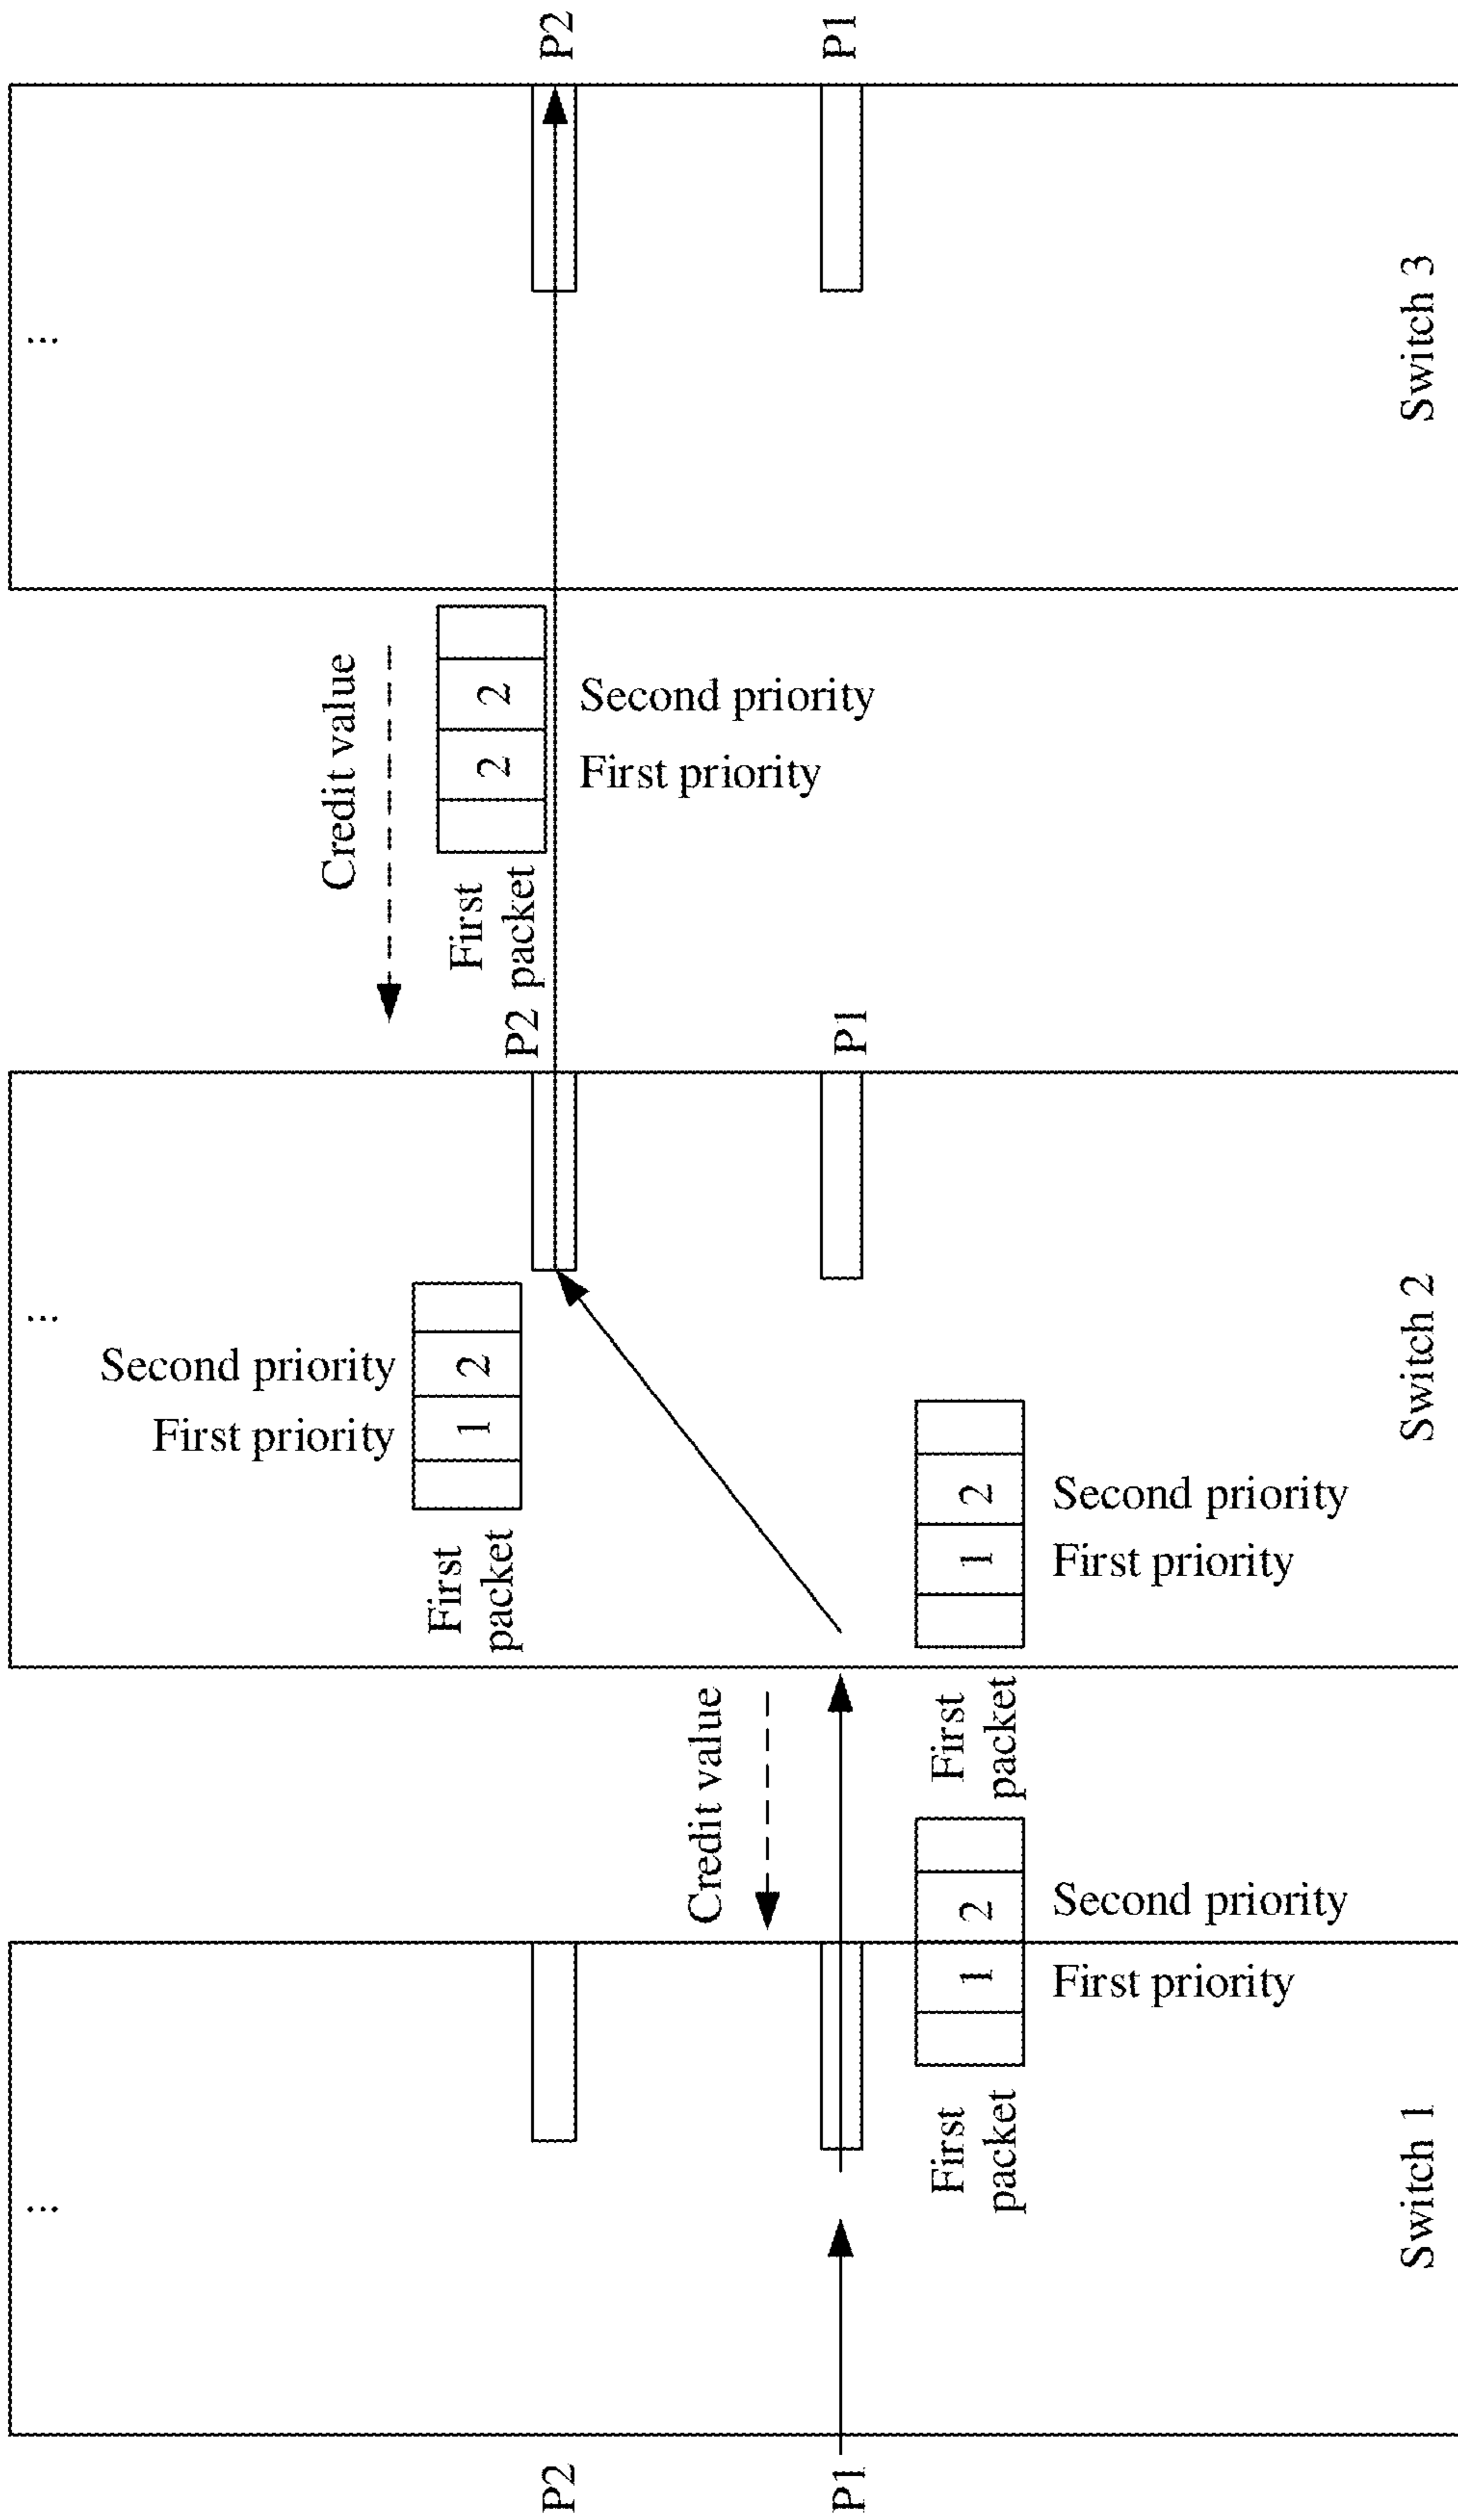 P2
P1
...
Switch 3
Credit value
2
2
Second priority
First priority
First
packet
P2
P1
...
Second priority
First priority
2
1
First
packet
2
1
Second priority
First priority
First
packet
Switch 2
Credit value
2
1
Second priority
First priority
First
packet
...
Switch 1
P2
P1